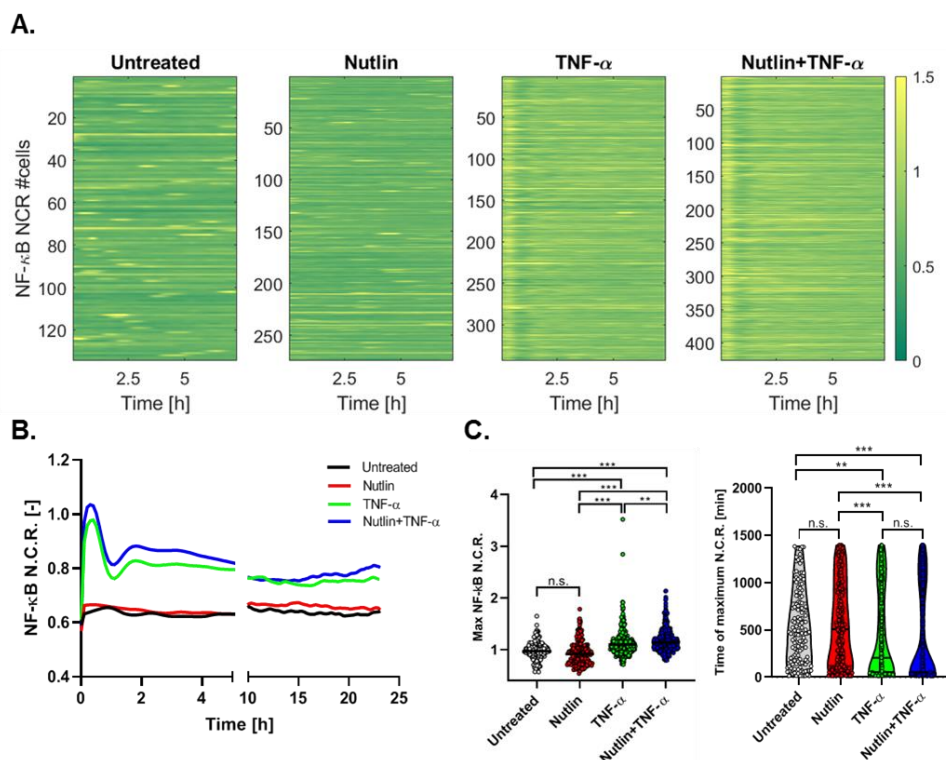 A.
Untreated
Nutlin
TNF-α
Nutlin+TNF-α
NF-κB NCR #cells
20
40
60
80
100
120
2.5
5
Time [h]
50
100
150
200
250
2.5
5
Time [h]
50
100
150
200
250
300
2.5
5
Time [h]
0
50
100
150
200
250
300
350
400
2.5
5
Time [h]
1.5
1
0.5
0
B.
NF-κB N.C.R. [-]
1.2
1.0
0.8
0.6
0.4
0
2
4
10
15
20
25
Time [h]
Untreated
Nutlin
TNF-α
Nutlin+TNF-α
C.
Max NF-kB N.C.R.
4
3
2
1
n.s.
***
***
***
***
**
Untreated
Nutlin
TNF-α
Nutlin+TNF-α
Time of maximum N.C.R. [min]
2000
1500
1000
500
0
***
**
***
***
n.s.
n.s.
Untreated
Nutlin
TNF-α
Nutlin+TNF-α